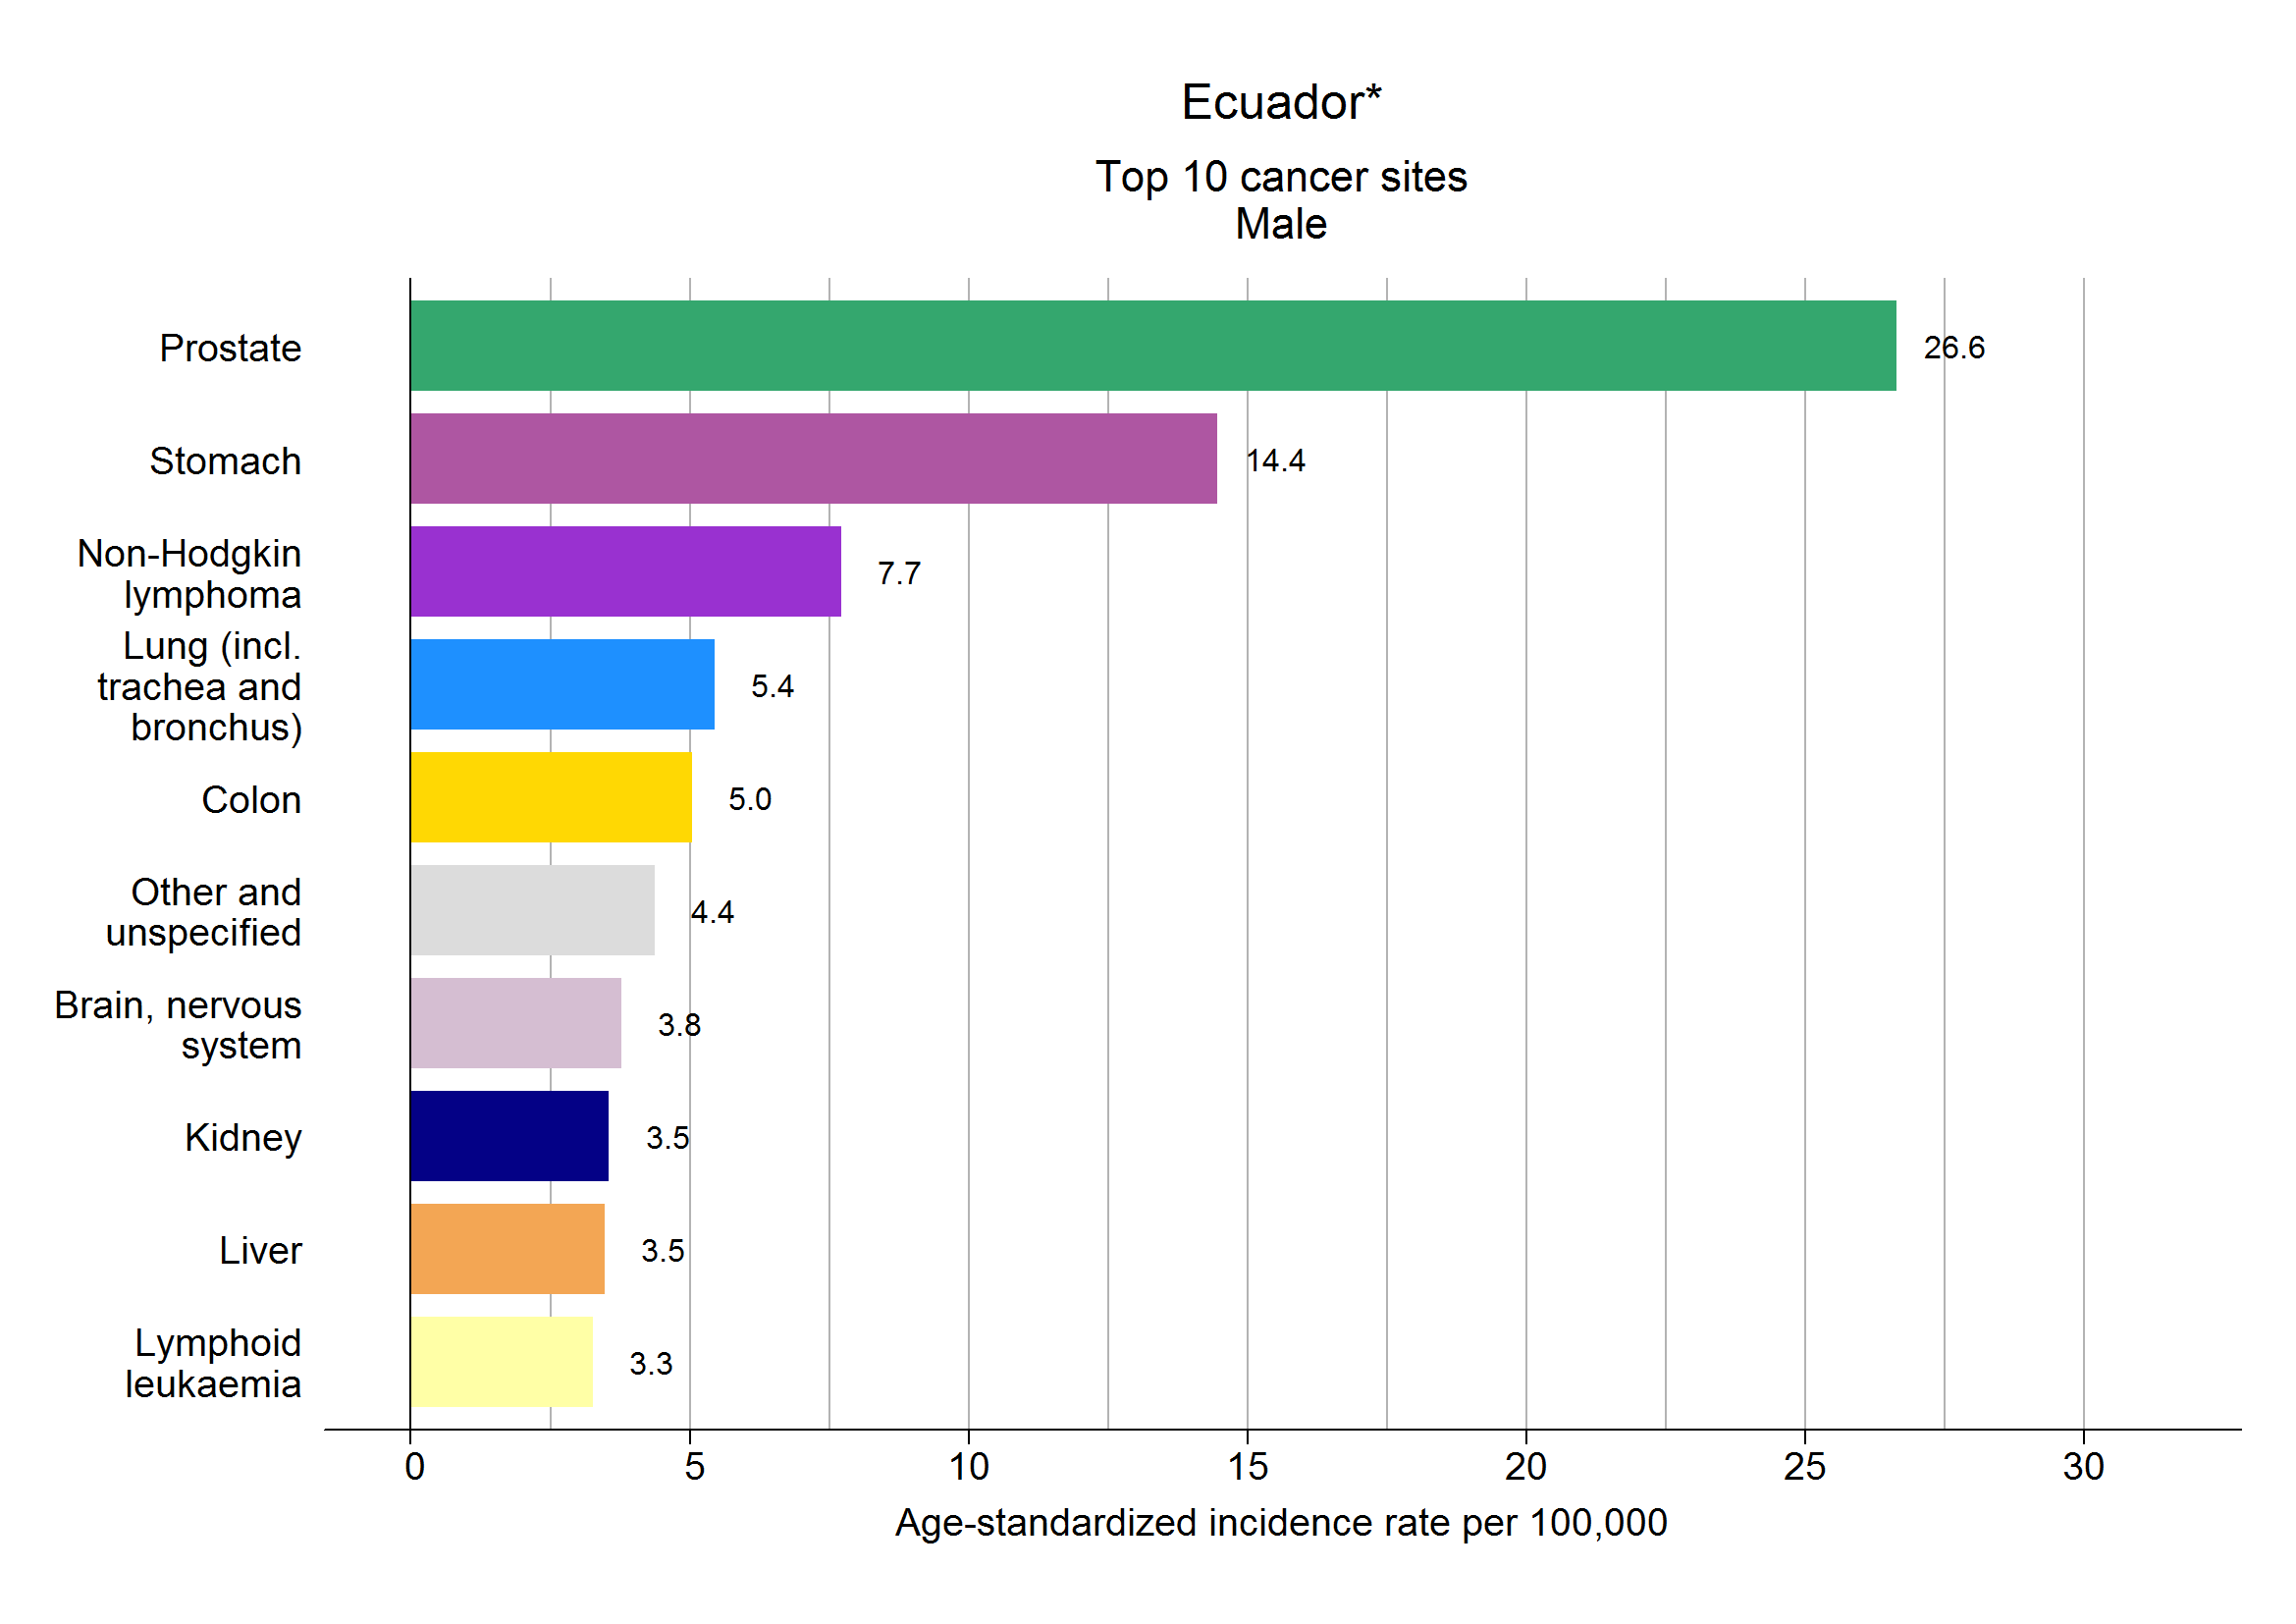 Ecuador*
Top 10 cancer sites
Male
Prostate
26.6
Stomach
14.4
Non-Hodgkin
lymphoma
7.7
Lung (incl.
trachea and
bronchus)
5.4
Colon
5.0
Other and
unspecified
4.4
Brain, nervous
system
3.8
Kidney
3.5
Liver
3.5
Lymphoid
leukaemia
3.3
0 5 10 15 20 25 30
Age-standardized incidence rate per 100,000